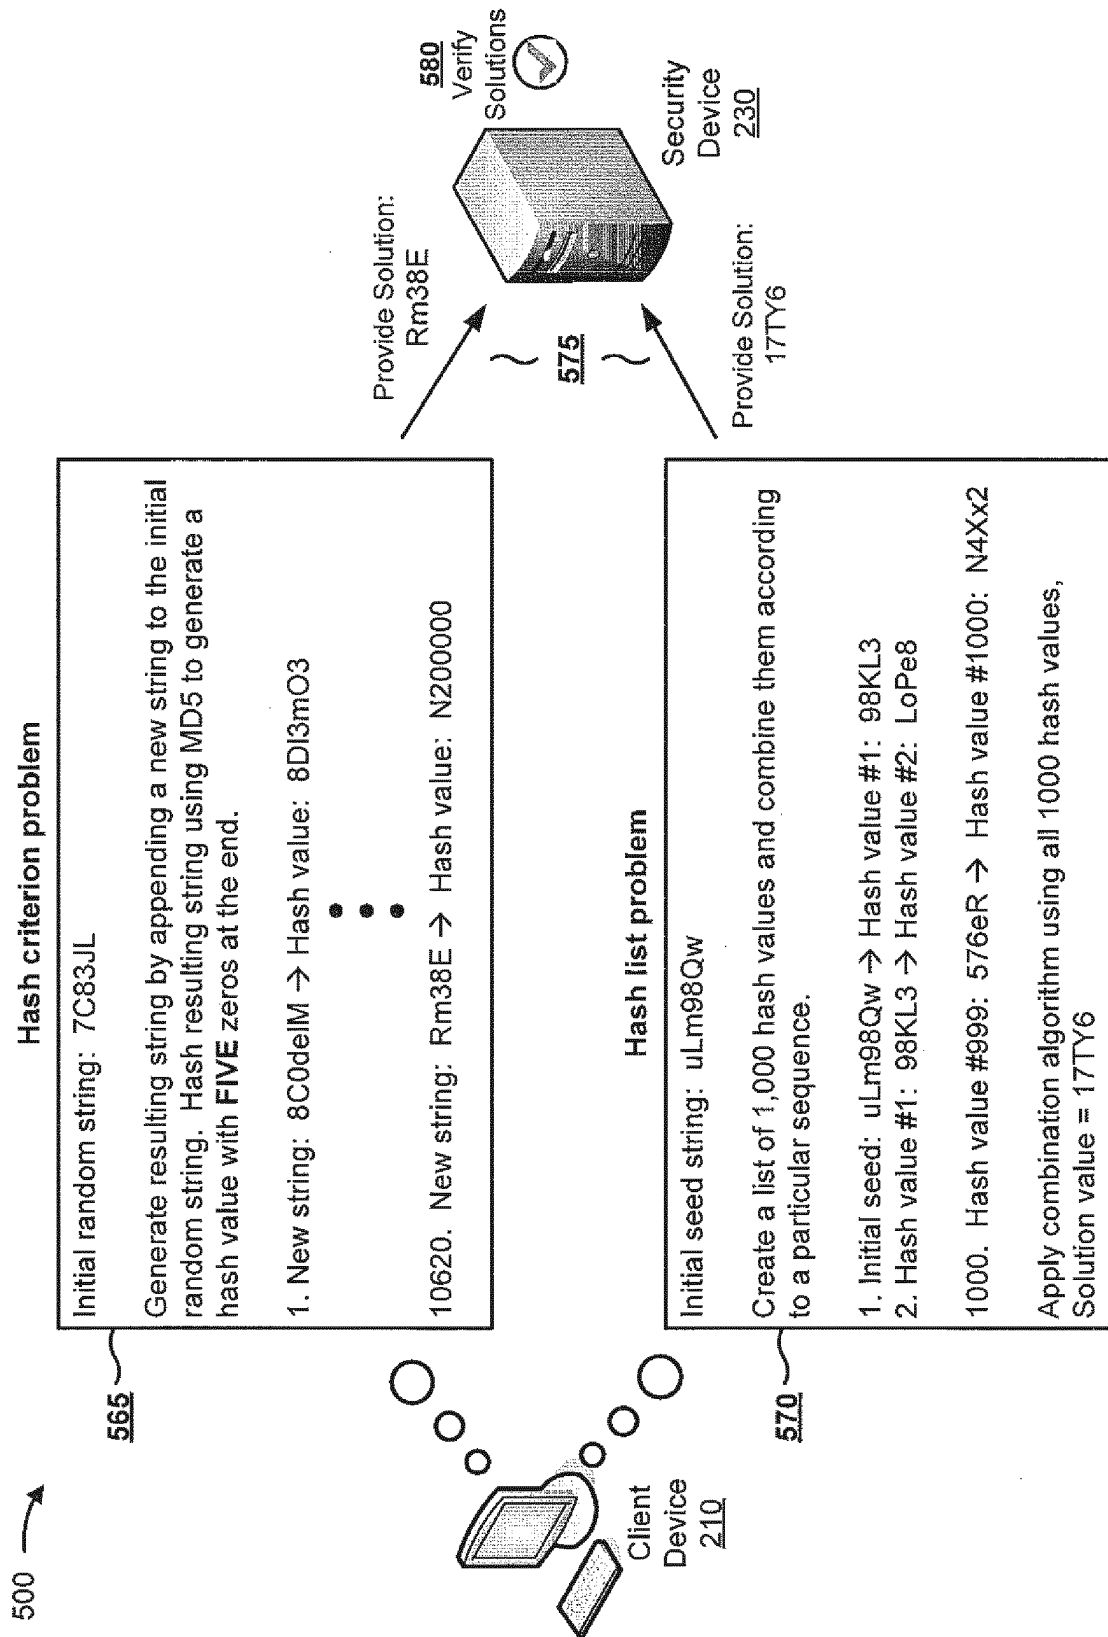 500
Hash criterion problem
565
Initial random string: 7C83JL
Generate resulting string by appending a new string to the initial
random string. Hash resulting string using MD5 to generate a
hash value with FIVE zeros at the end.
1. New string: 8C0delM → Hash value: 8DI3mO3
10620. New string: Rm38E → Hash value: N200000
Hash list problem
570
Initial seed string: uLm98Qw
Create a list of 1,000 hash values and combine them according
to a particular sequence.
1. Initial seed: uLm98Qw → Hash value #1: 98KL3
2. Hash value #1: 98KL3 → Hash value #2: LoPe8
1000. Hash value #999: 576eR → Hash value #1000: N4Xx2
Apply combination algorithm using all 1000 hash values,
Solution value = 17TY6
Client
Device
210
Provide Solution:
Rm38E
575
Provide Solution:
17TY6
580
Verify
Solutions
Security
Device
230